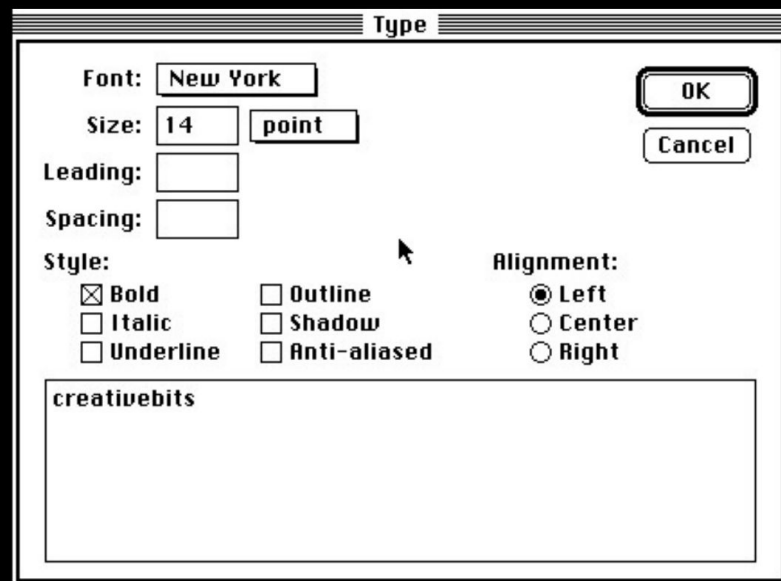 Type
Font: New York
OK
Size: 14 point
Cancel
Leading:
Spacing:
Style:
Alignment:
Bold Outline Left
Italic Shadow Center
Underline Anti-aliased Right
creativebits